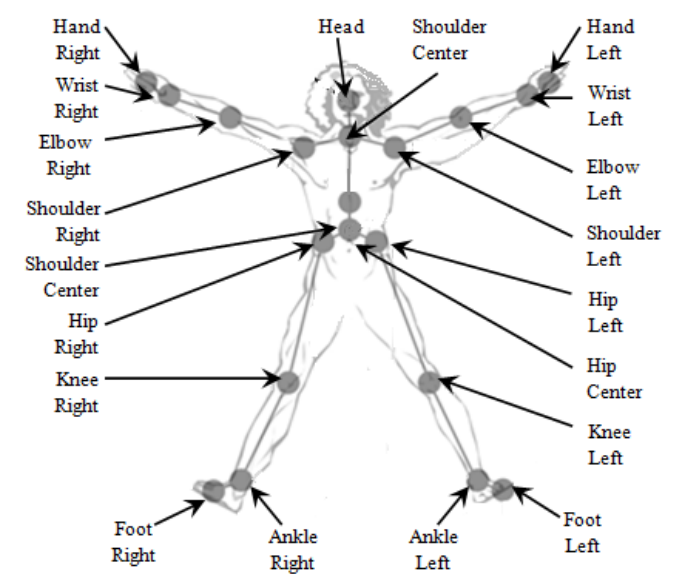 Hand
Right
Head
Shoulder
Center
Hand
Left
Wrist
Right
Wrist
Left
Elbow
Right
Elbow
Left
Shoulder
Right
Shoulder
Left
Shoulder
Center
Hip
Left
Hip
Right
Hip
Center
Knee
Right
Knee
Left
Foot
Right
Ankle
Right
Ankle
Left
Foot
Left